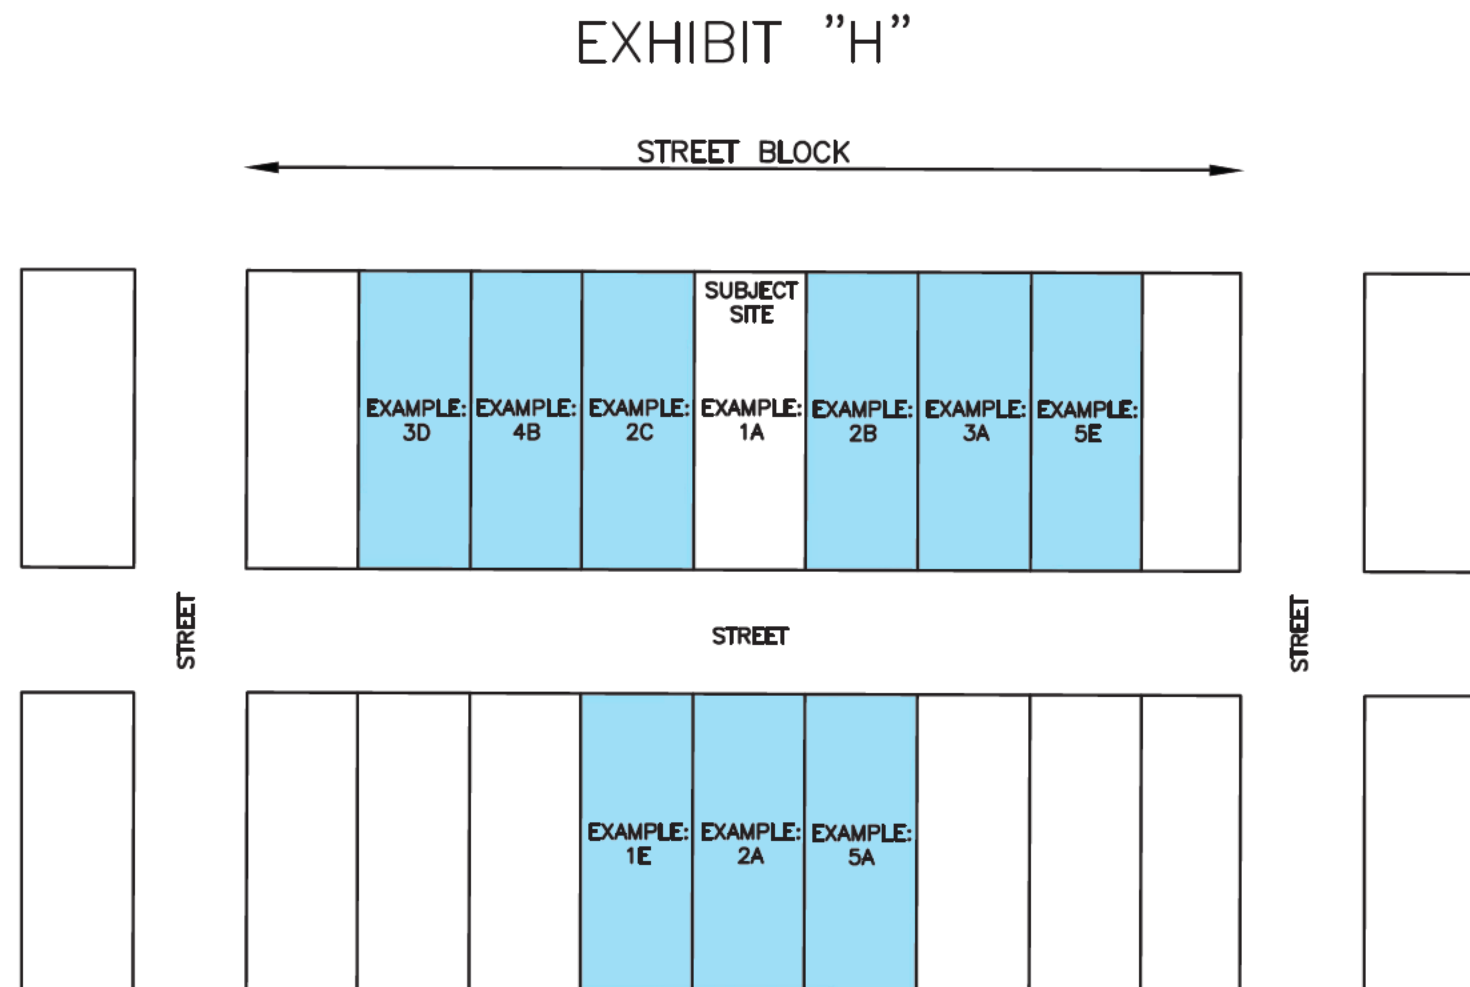 EXHIBIT "H"
STREET BLOCK
SUBJECT
SITE
EXAMPLE:
3D
EXAMPLE:
4B
EXAMPLE:
2C
EXAMPLE:
1A
EXAMPLE:
2B
EXAMPLE:
3A
EXAMPLE:
5E
STREET
STREET
STREET
EXAMPLE:
1E
EXAMPLE:
2A
EXAMPLE:
5A